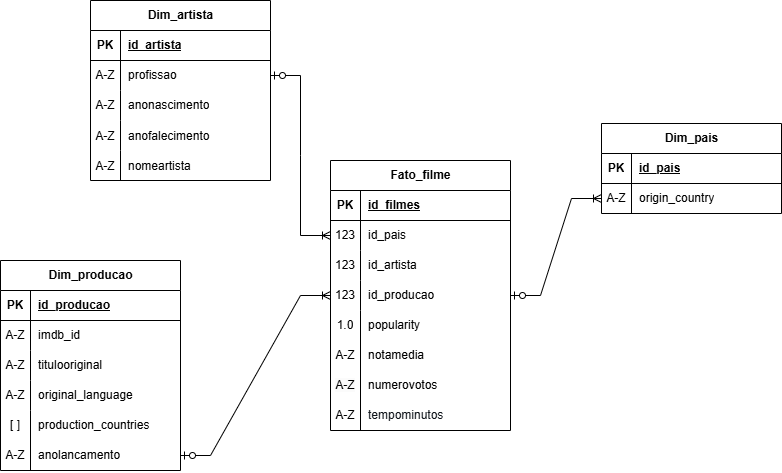 Dim_artista
PK id_artista
A-Z profissao
A-Z anonascimento
A-Z anofalecimento
A-Z nomeartista
Dim_pais
PK id_pais
A-Z origin_country
Fato_filme
PK id_filmes
123 id_pais
123 id_artista
123 id_producao
1.0 popularity
A-Z notamedia
A-Z numerovotos
A-Z tempominutos
Dim_producao
PK id_producao
A-Z imdb_id
A-Z titulooriginal
A-Z original_language
[ ] production_countries
A-Z anolancamento